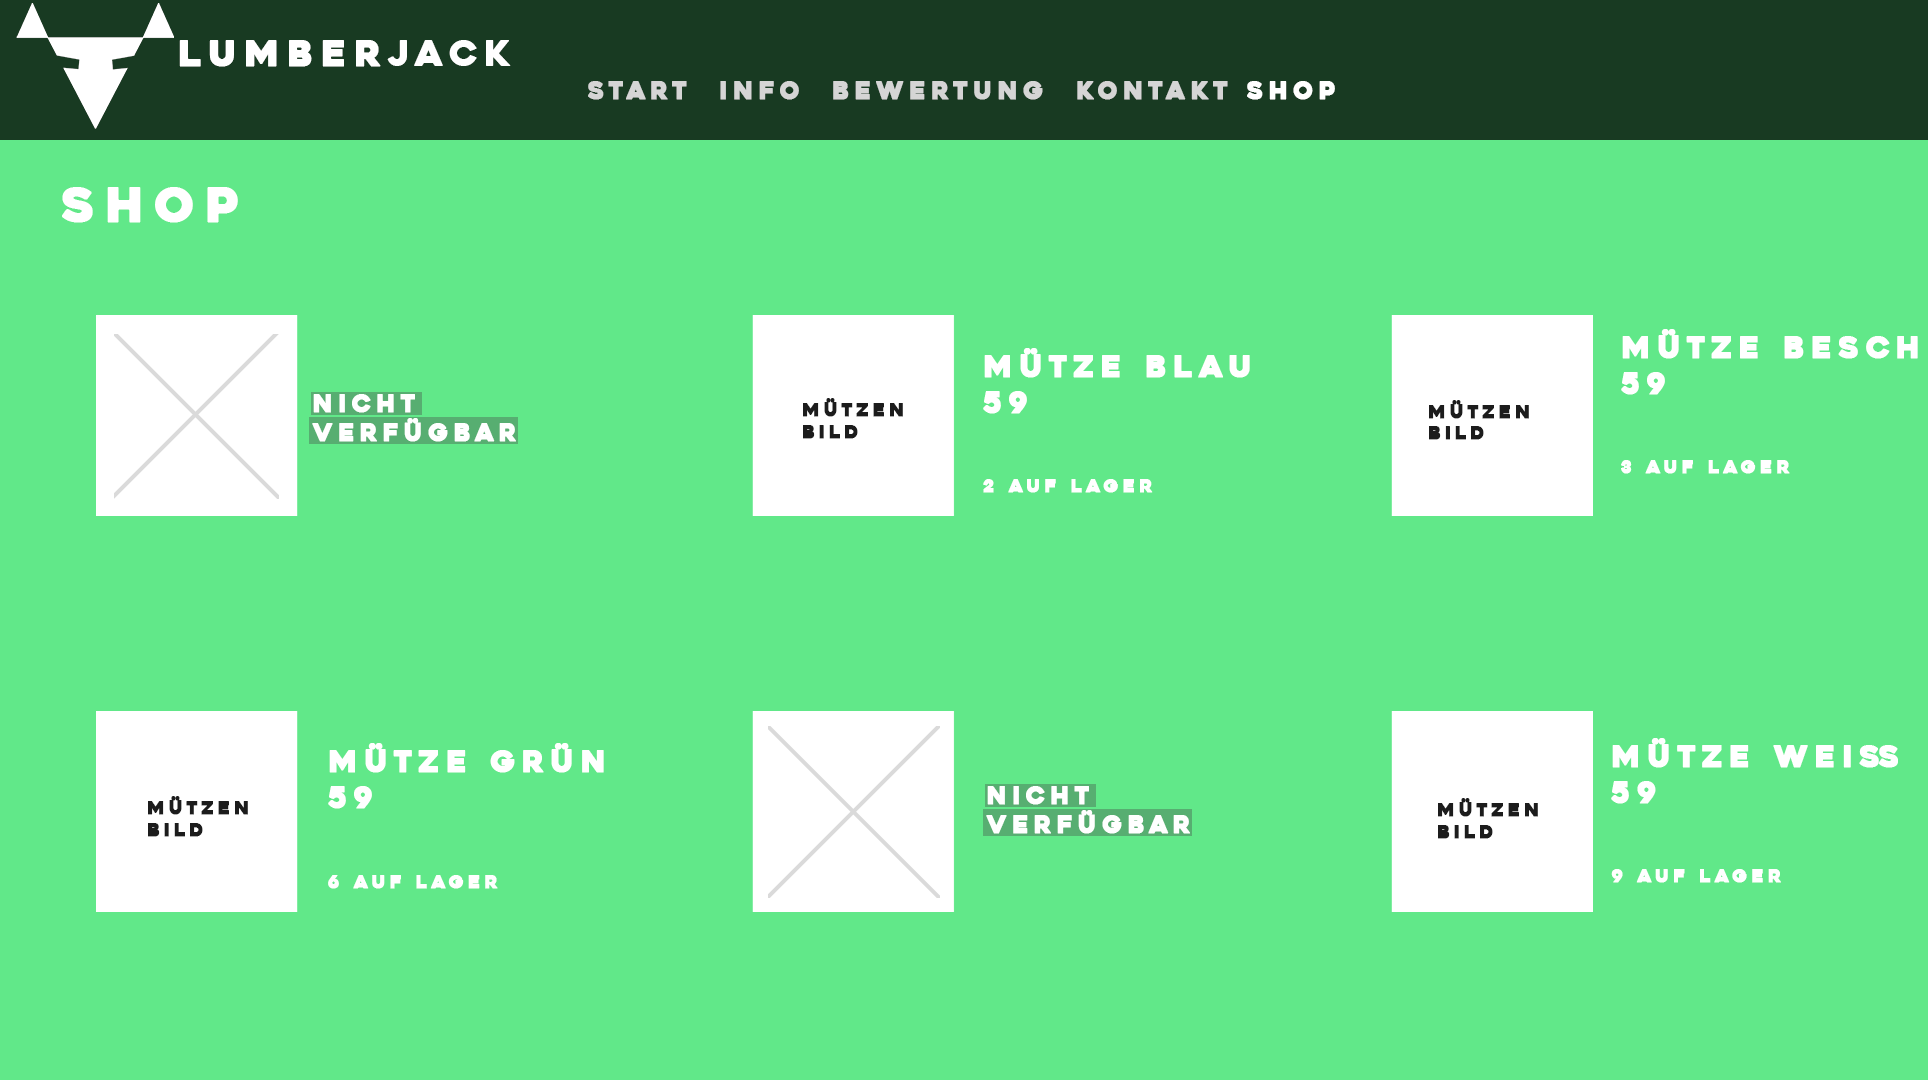 LUMBERJACK
START INFO BEWERTUNG KONTAKT SHOP
SHOP
NICHT
VERFÜGBAR
MÜTZEN
BILD
MÜTZE BLAU
59
2 AUF LAGER
MÜTZEN
BILD
MÜTZE BESCH
59
3 AUF LAGER
MÜTZEN
BILD
MÜTZE GRÜN
59
6 AUF LAGER
NICHT
VERFÜGBAR
MÜTZEN
BILD
MÜTZE WEISS
59
9 AUF LAGER